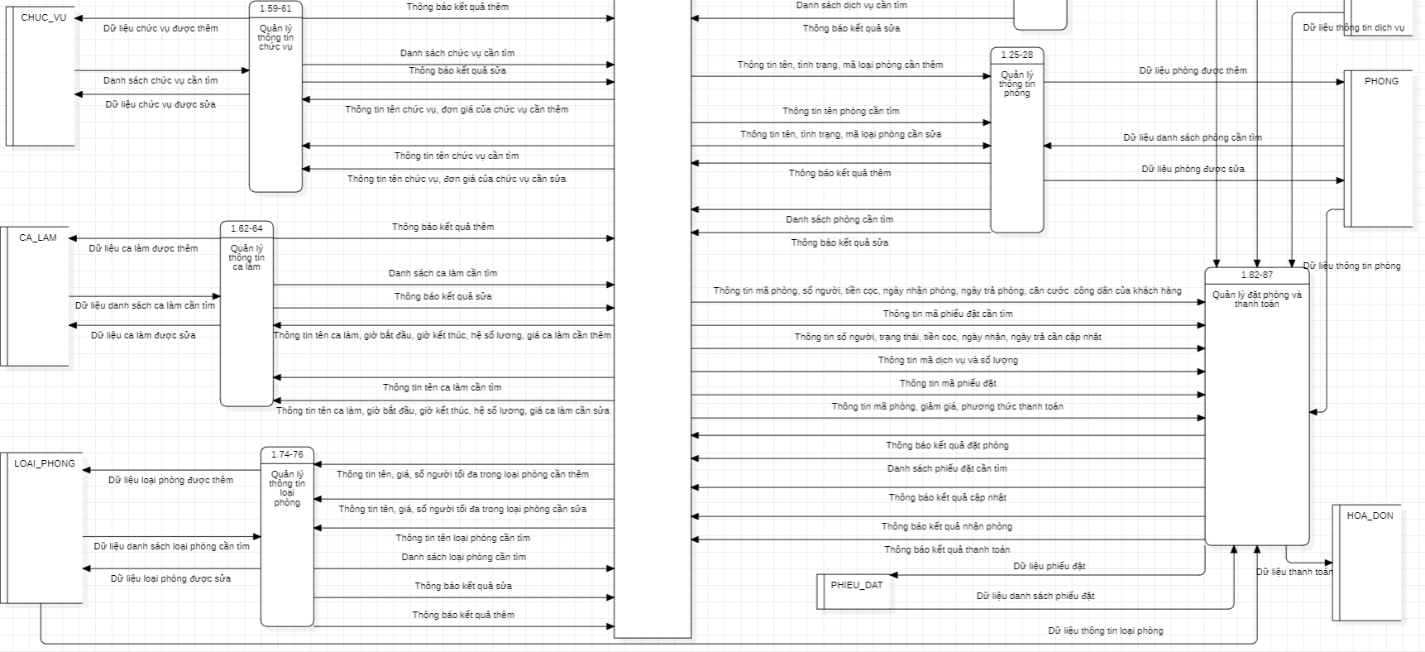 CHUC_VU
Dữ liệu chức vụ được thêm
Danh sách chức vụ cần tìm
Dữ liệu chức vụ được sửa
1.59-61
Quản lý
thông tin
chức vụ
Thông báo kết quả thêm
Danh sách chức vụ cần tìm
Thông báo kết quả sửa
Thông tin tên chức vụ, đơn giá của chức vụ cần thêm
Thông tin tên chức vụ cần tìm
Thông tin tên chức vụ, đơn giá của chức vụ cần sửa
CA_LAM
Dữ liệu ca làm được thêm
Dữ liệu danh sách ca làm cần tìm
Dữ liệu ca làm được sửa
1.62-64
Quản lý
thông tin
ca làm
Thông báo kết quả thêm
Danh sách ca làm cần tìm
Thông báo kết quả sửa
Thông tin tên ca làm, giờ bắt đầu, giờ kết thúc, hệ số lương, giá ca làm cần thêm
Thông tin tên ca làm cần tìm
Thông tin tên ca làm, giờ bắt đầu, giờ kết thúc, hệ số lương, giá ca làm cần sửa
LOAI_PHONG
Dữ liệu loại phòng được thêm
Dữ liệu danh sách loại phòng cần tìm
Dữ liệu loại phòng được sửa
1.74-76
Quản lý
thông tin
loại
phòng
Thông tin tên, giá, số người tối đa trong loại phòng cần thêm
Thông tin tên, giá, số người tối đa trong loại phòng cần sửa
Thông tin tên loại phòng cần tìm
Danh sách loại phòng cần tìm
Thông báo kết quả sửa
Thông báo kết quả thêm
Danh sách dịch vụ cần tìm
Thông báo kết quả sửa
Dữ liệu thông tin dịch vụ
Thông tin tên, tình trạng, mã loại phòng cần thêm
Thông tin tên phòng cần tìm
Thông tin tên, tình trạng, mã loại phòng cần sửa
Thông báo kết quả thêm
Danh sách phòng cần tìm
Thông báo kết quả sửa
1.25-28
Quản lý
thông tin
phòng
Dữ liệu phòng được thêm
Dữ liệu danh sách phòng cần tìm
Dữ liệu phòng được sửa
PHONG
Dữ liệu thông tin phòng
1.82-87
Quản lý đặt phòng và
thanh toán
Thông tin mã phòng, số người, tiền cọc, ngày nhận phòng, ngày trả phòng, căn cước công dân của khách hàng
Thông tin mã phiếu đặt cần tìm
Thông tin số người, trạng thái, tiền cọc, ngày nhận, ngày trả cần cập nhật
Thông tin mã dịch vụ và số lượng
Thông tin mã phiếu đặt
Thông tin mã phòng, giảm giá, phương thức thanh toán
Thông báo kết quả đặt phòng
Danh sách phiếu đặt cần tìm
Thông báo kết quả cập nhật
Thông báo kết quả nhận phòng
Thông báo kết quả thanh toán
Dữ liệu phiếu đặt
PHIEU_DAT
Dữ liệu danh sách phiếu đặt
HOA_DON
Dữ liệu thanh toán
Dữ liệu thông tin loại phòng